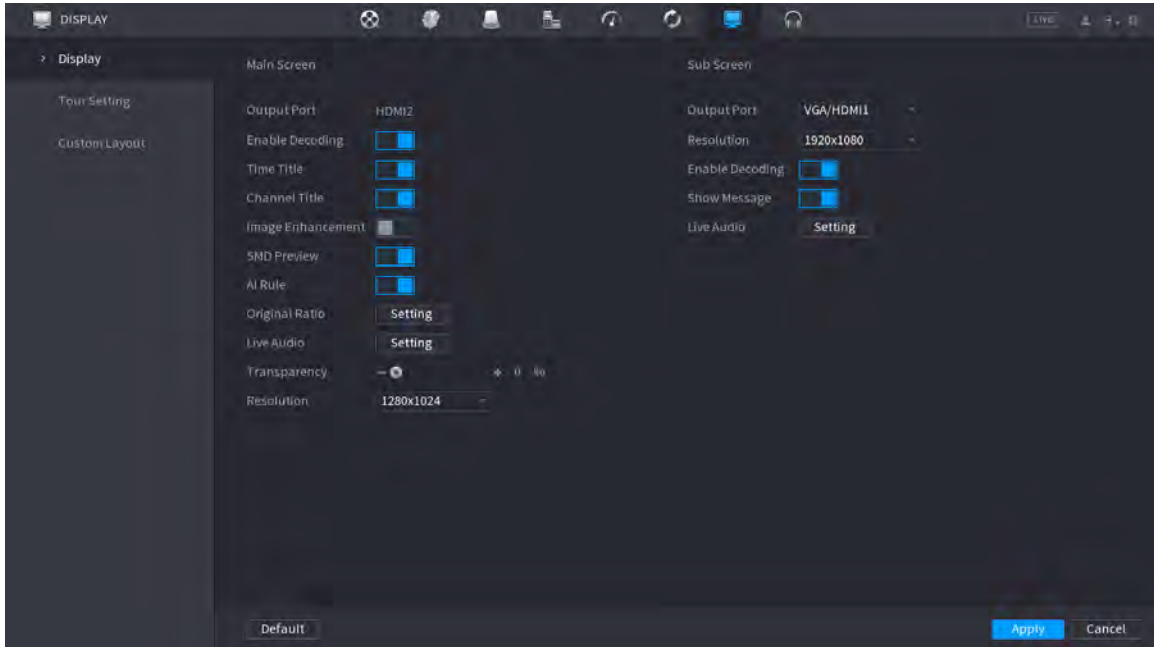 DISPLAY
LIVE
Display
Tour Setting
Custom Layout
Main Screen
Output Port HDMI2
Enable Decoding
Time Title
Channel Title
Image Enhancement
SMD Preview
AI Rule
Original Ratio Setting
Live Audio Setting
Transparency 0 %
Resolution 1280x1024
Sub Screen
Output Port VGA/HDMI1
Resolution 1920x1080
Enable Decoding
Show Message
Live Audio Setting
Default
Apply
Cancel